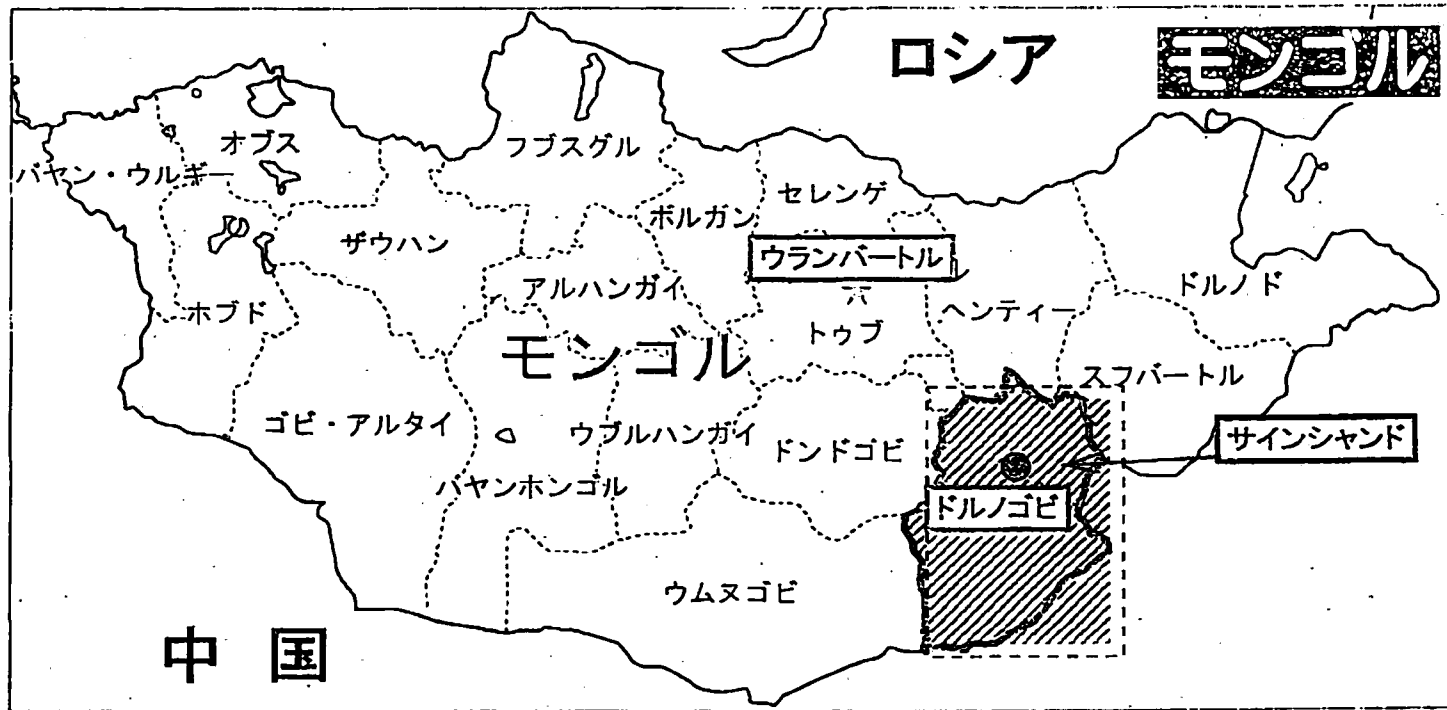 ロシア
モンゴル
オブス
フブスグル
バヤン・ウルギー
セレンゲ
ボルガン
ザウハン
ウランバートル
アルハンガイ
ドルノド
ホブド
ヘンティー
トゥブ
モンゴル
スフバートル
ゴビ・アルタイ
ウブルハンガイ
ドンドゴビ
サインシャンド
バヤンホンゴル
ドルノゴビ
ウムヌゴビ
中国